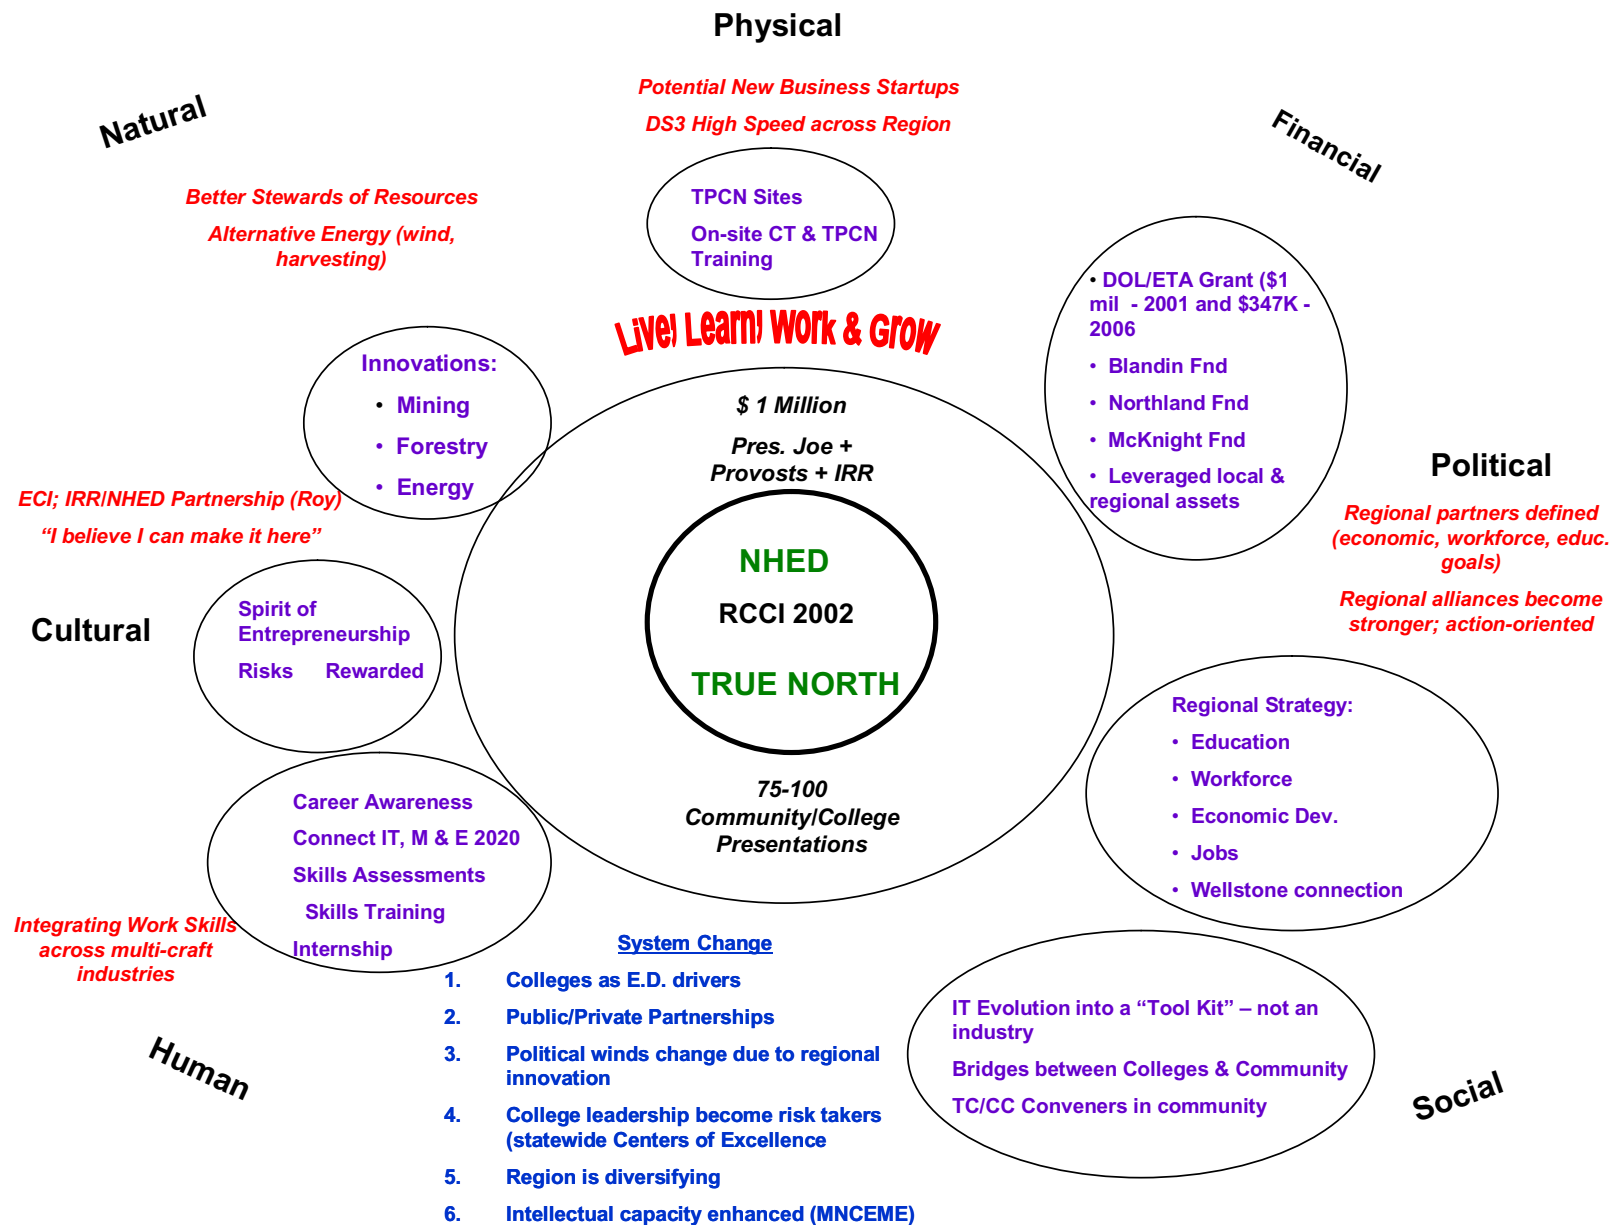 Physical
Potential New Business Startups
DS3 High Speed across Region
Natural
Financial
Better Stewards of Resources
Alternative Energy (wind,
harvesting)
TPCN Sites
On-site CT & TPCN
Training
• DOL/ETA Grant ($1
mil - 2001 and $347K -
2006
• Blandin Fnd
• Northland Fnd
• McKnight Fnd
• Leveraged local &
regional assets
Live, Learn, Work & Grow
Innovations:
• Mining
• Forestry
• Energy
$ 1 Million
Pres. Joe +
Provosts + IRR
Political
Regional partners defined
(economic, workforce, educ.
goals)
Regional alliances become
stronger; action-oriented
ECI; IRR/NHED Partnership (Roy)
“I believe I can make it here”
NHED
RCCI 2002
TRUE NORTH
Cultural
Spirit of
Entrepreneurship
Risks Rewarded
Regional Strategy:
• Education
• Workforce
• Economic Dev.
• Jobs
• Wellstone connection
75-100
Community/College
Presentations
Career Awareness
Connect IT, M & E 2020
Skills Assessments
Skills Training
Internship
Integrating Work Skills
across multi-craft
industries
Human
System Change
1. Colleges as E.D. drivers
2. Public/Private Partnerships
3. Political winds change due to regional
innovation
4. College leadership become risk takers
(statewide Centers of Excellence
5. Region is diversifying
6. Intellectual capacity enhanced (MNCEME)
IT Evolution into a “Tool Kit” – not an
industry
Bridges between Colleges & Community
TC/CC Conveners in community
Social